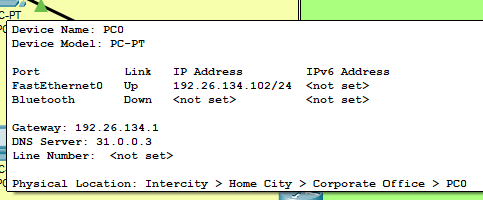 PC-PT
Device Name: PC0
Device Model: PC-PT
Port Link IP Address IPv6 Address
FastEthernet0 Up 192.26.134.102/24 <not set>
Bluetooth Down <not set> <not set>
Gateway: 192.26.134.1
DNS Server: 31.0.0.3
Line Number: <not set>
Physical Location: Intercity > Home City > Corporate Office > PC0